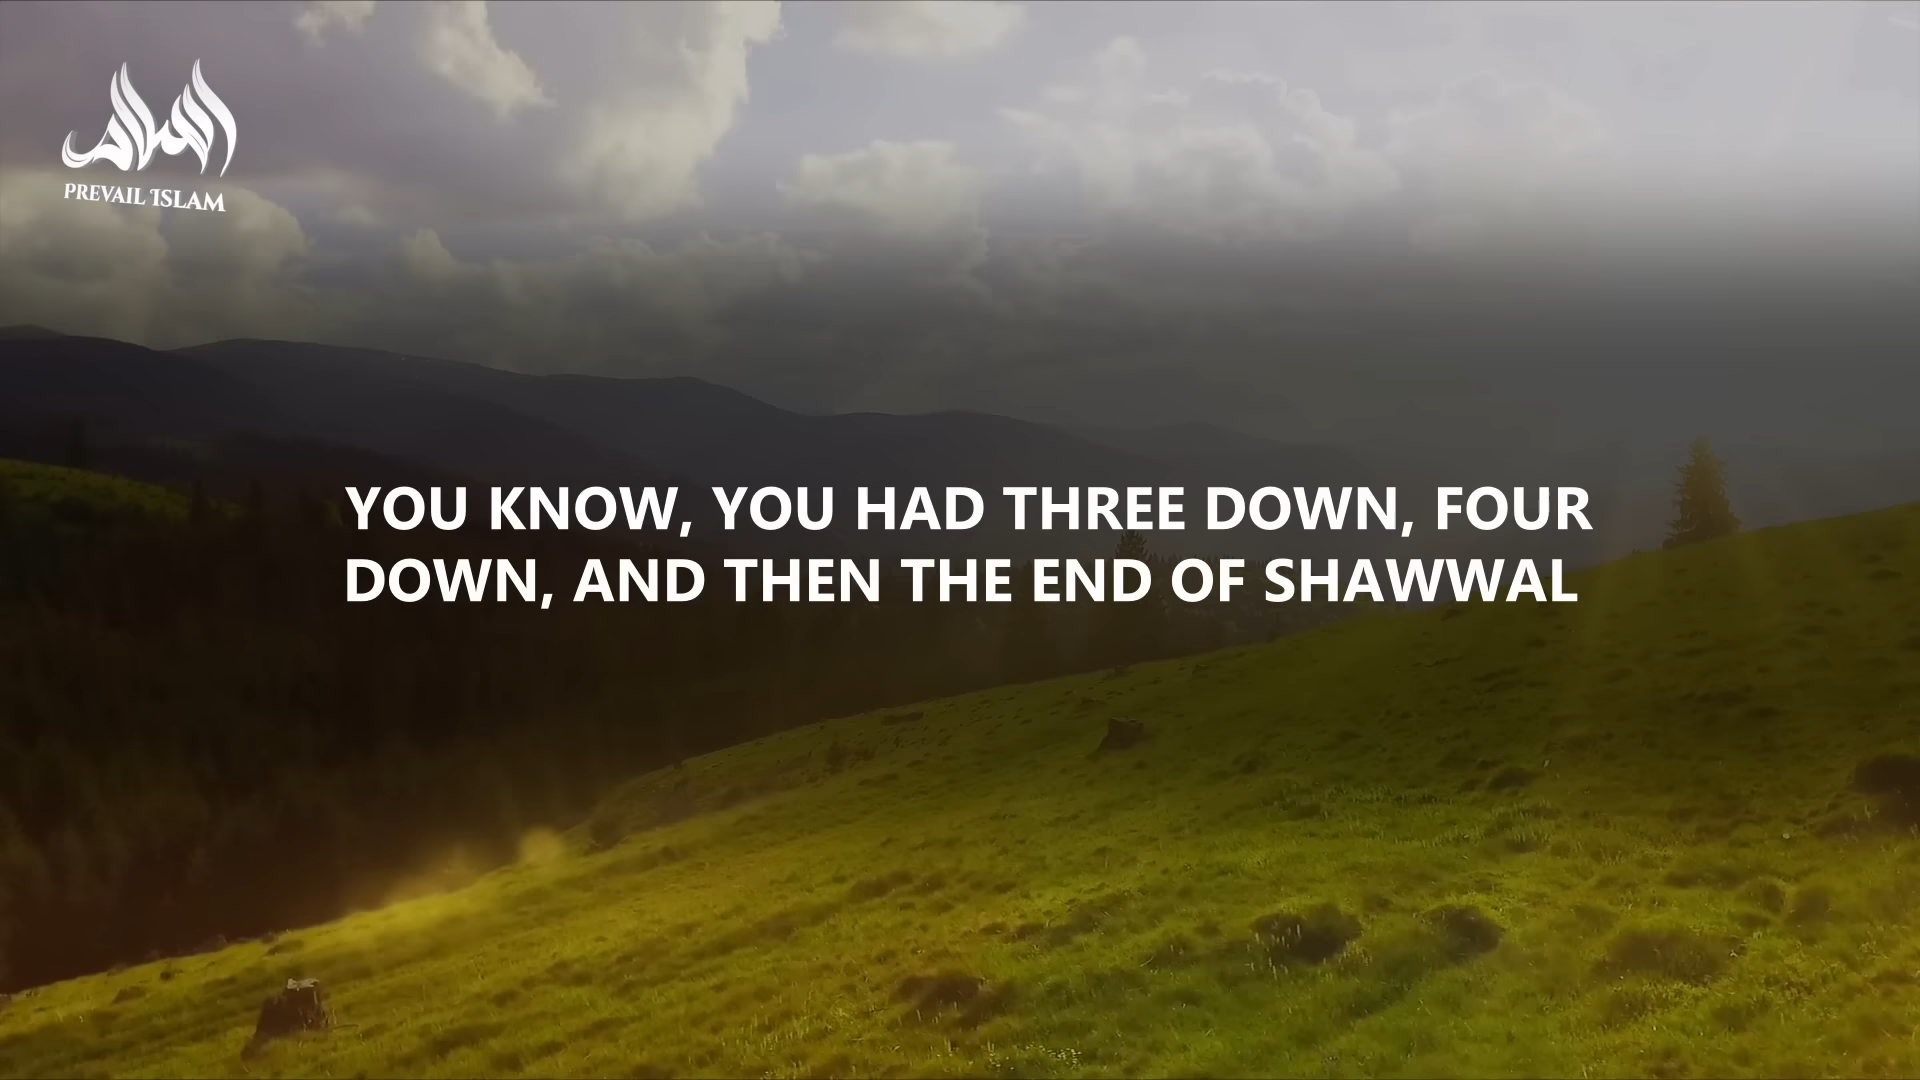 PREVAIL ISLAM
YOU KNOW, YOU HAD THREE DOWN, FOUR
DOWN, AND THEN THE END OF SHAWWAL